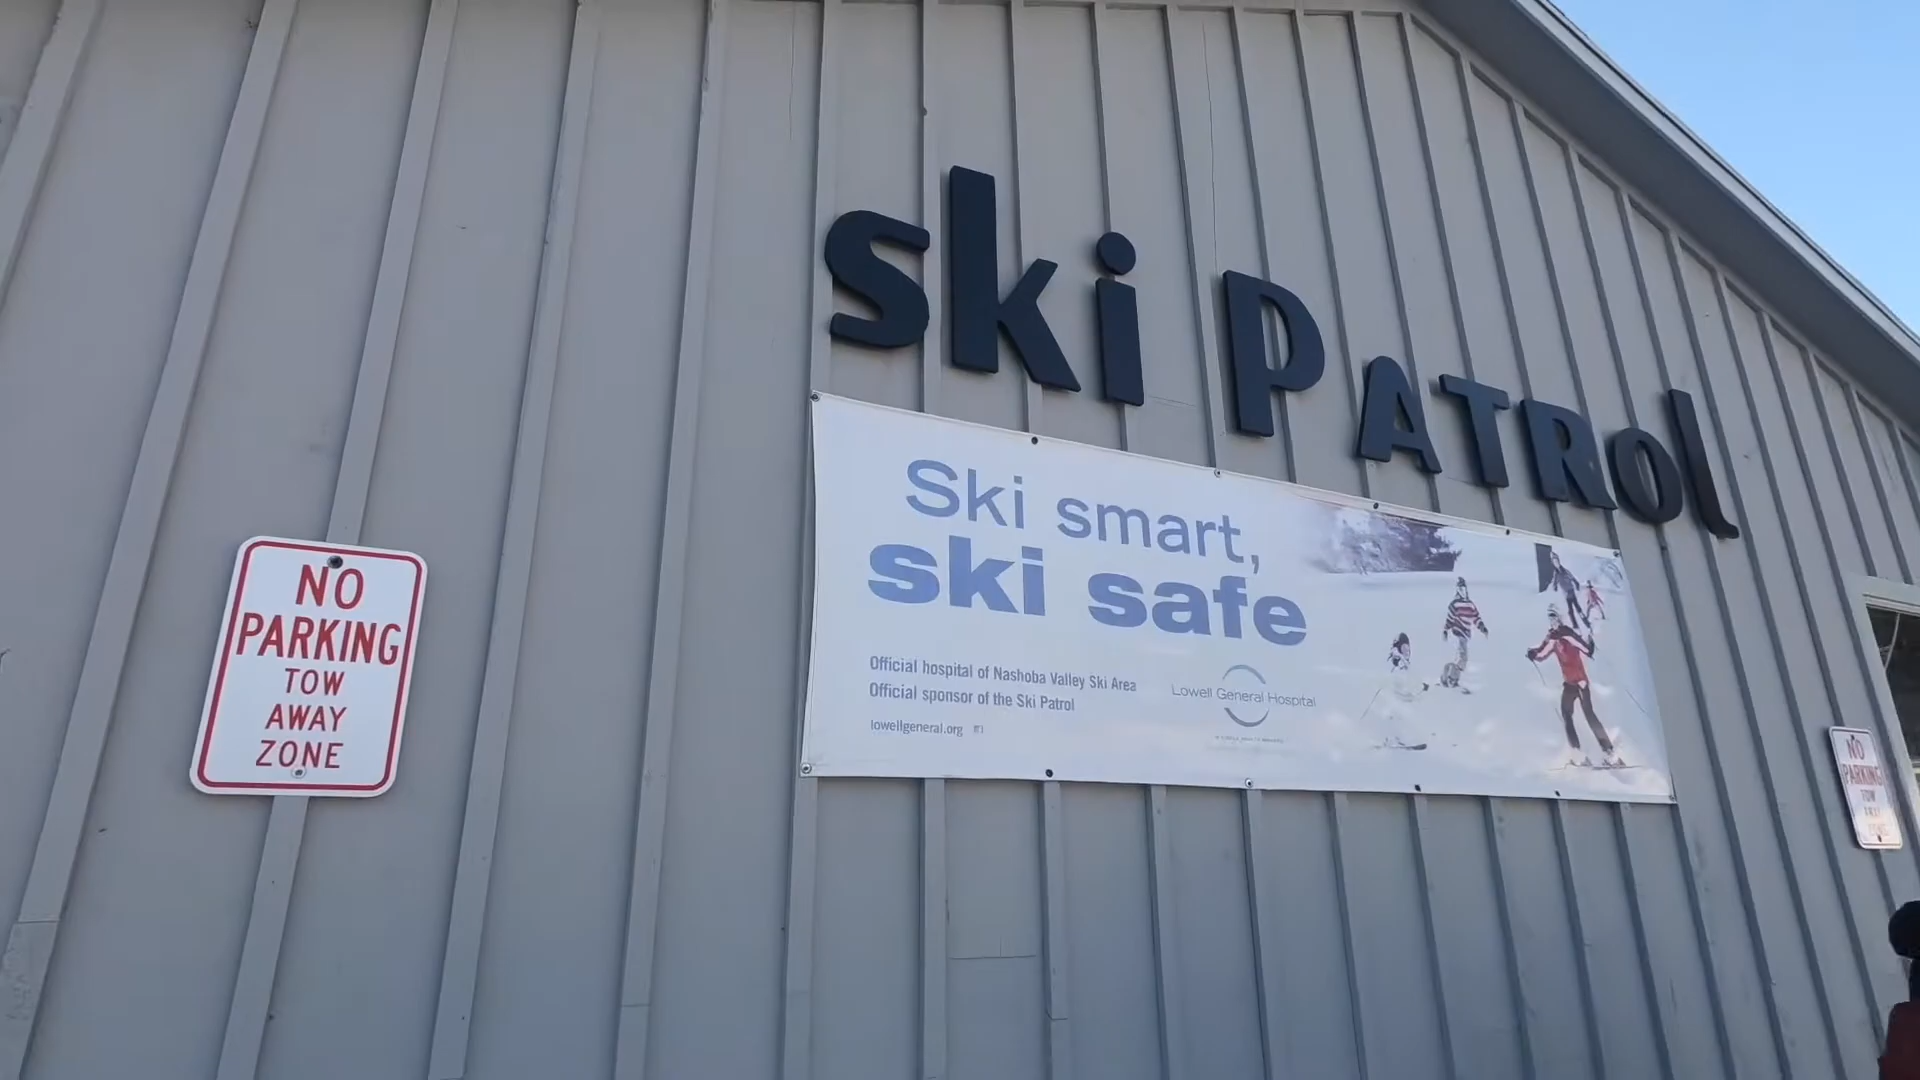 Ski PATROl
Ski smart,
ski safe
Official hospital of Nashoba Valley Ski Area
Official sponsor of the Ski Patrol
lowellgeneral.org
Lowell General Hospital
NO
PARKING
TOW
AWAY
ZONE
NO
PARKING
TOW
ZONE